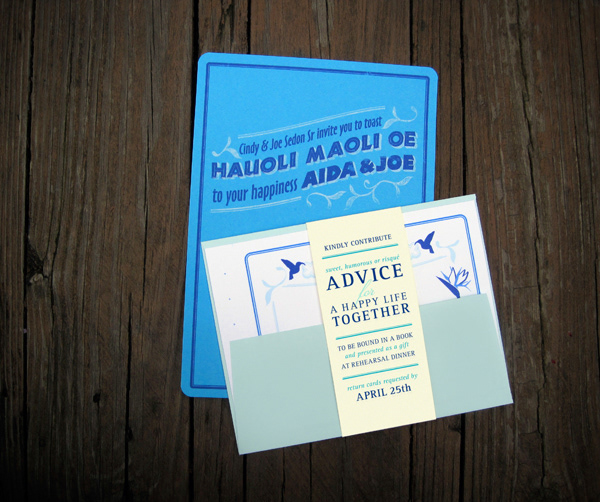 Cindy & Joe Sedon Sr invite you to toast
HAUOLI MAOLI OE
to your happiness AIDA & JOE
KINDLY CONTRIBUTE
sweet, humorous or risqué
ADVICE
for
A HAPPY LIFE
TOGETHER
TO BE BOUND IN A BOOK
and presented as a gift
AT REHEARSAL DINNER
return cards requested by
APRIL 25th